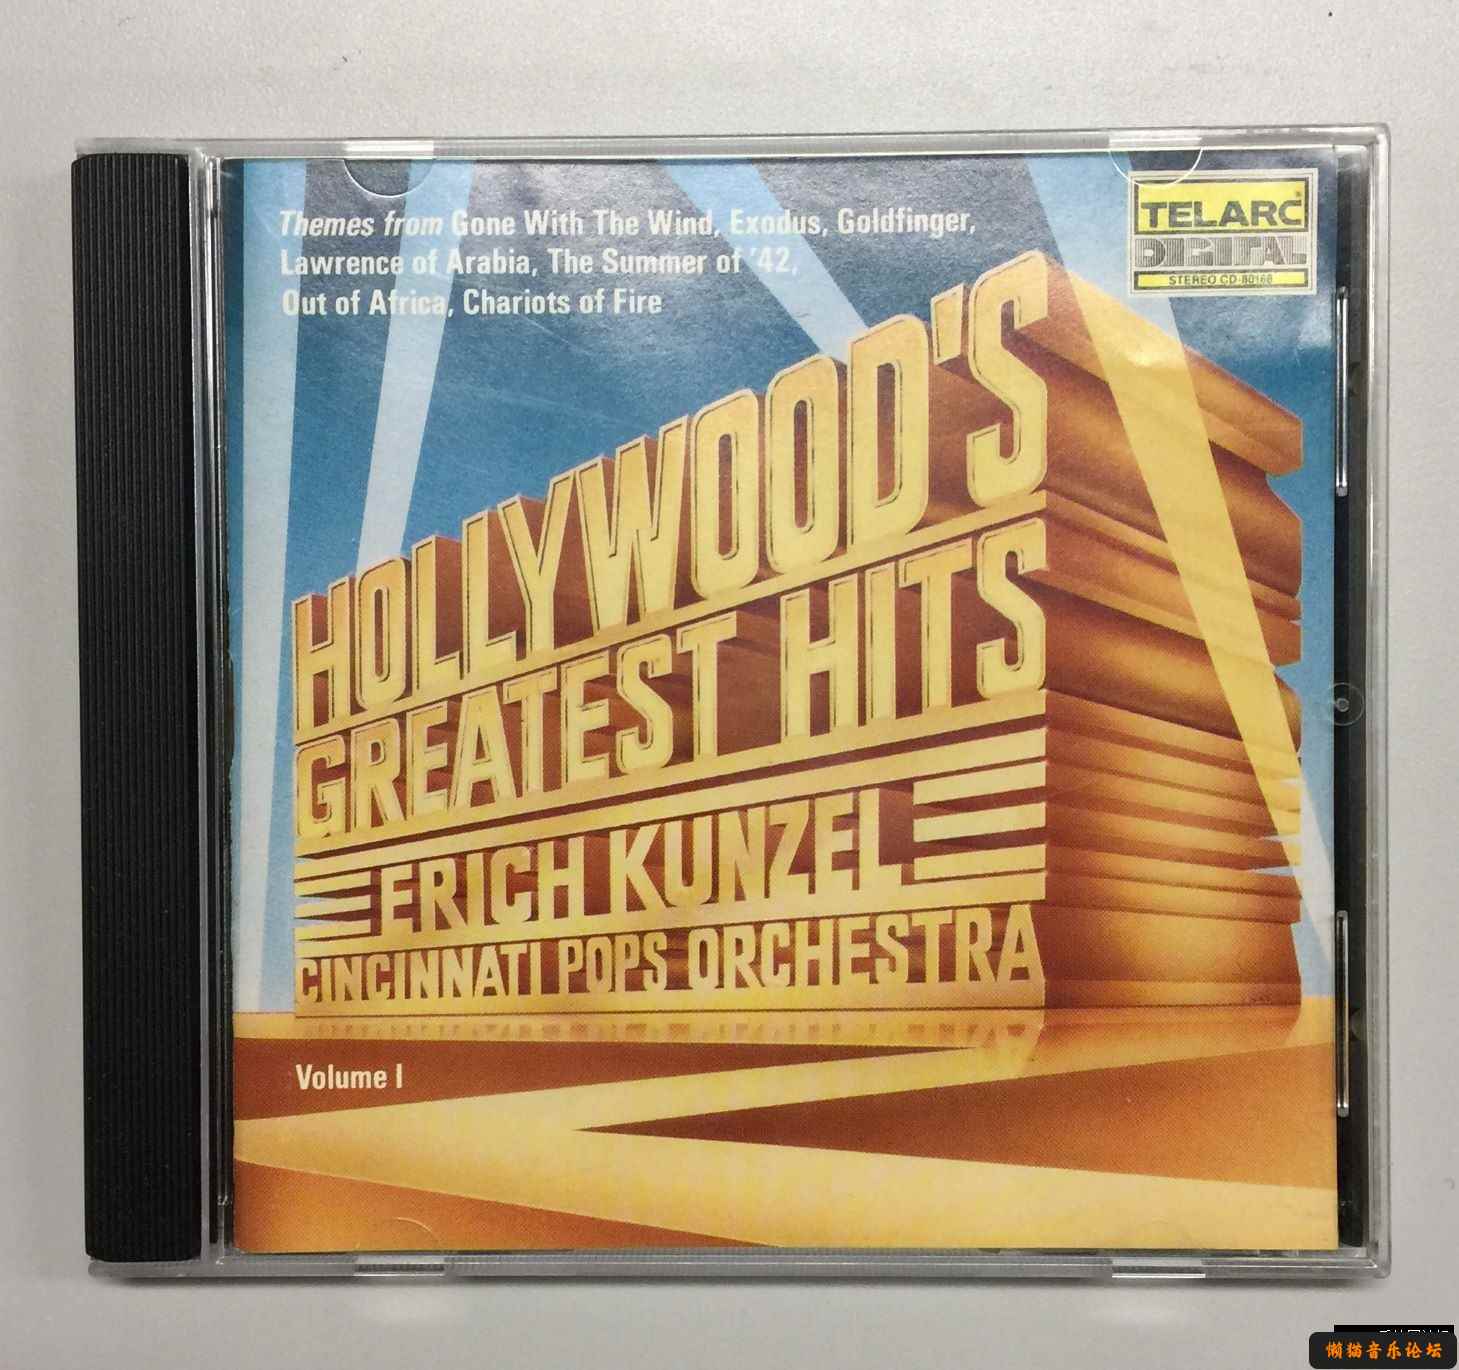 Themes from Gone With The Wind, Exodus, Goldfinger,
Lawrence of Arabia, The Summer of '42,
Out of Africa, Chariots of Fire
TELARC®
DIGITAL
STEREO CD-80168
HOLLYWOOD'S
GREATEST HITS
ERICH KUNZEL
CINCINNATI POPS ORCHESTRA
Volume I
懒猫音乐论坛